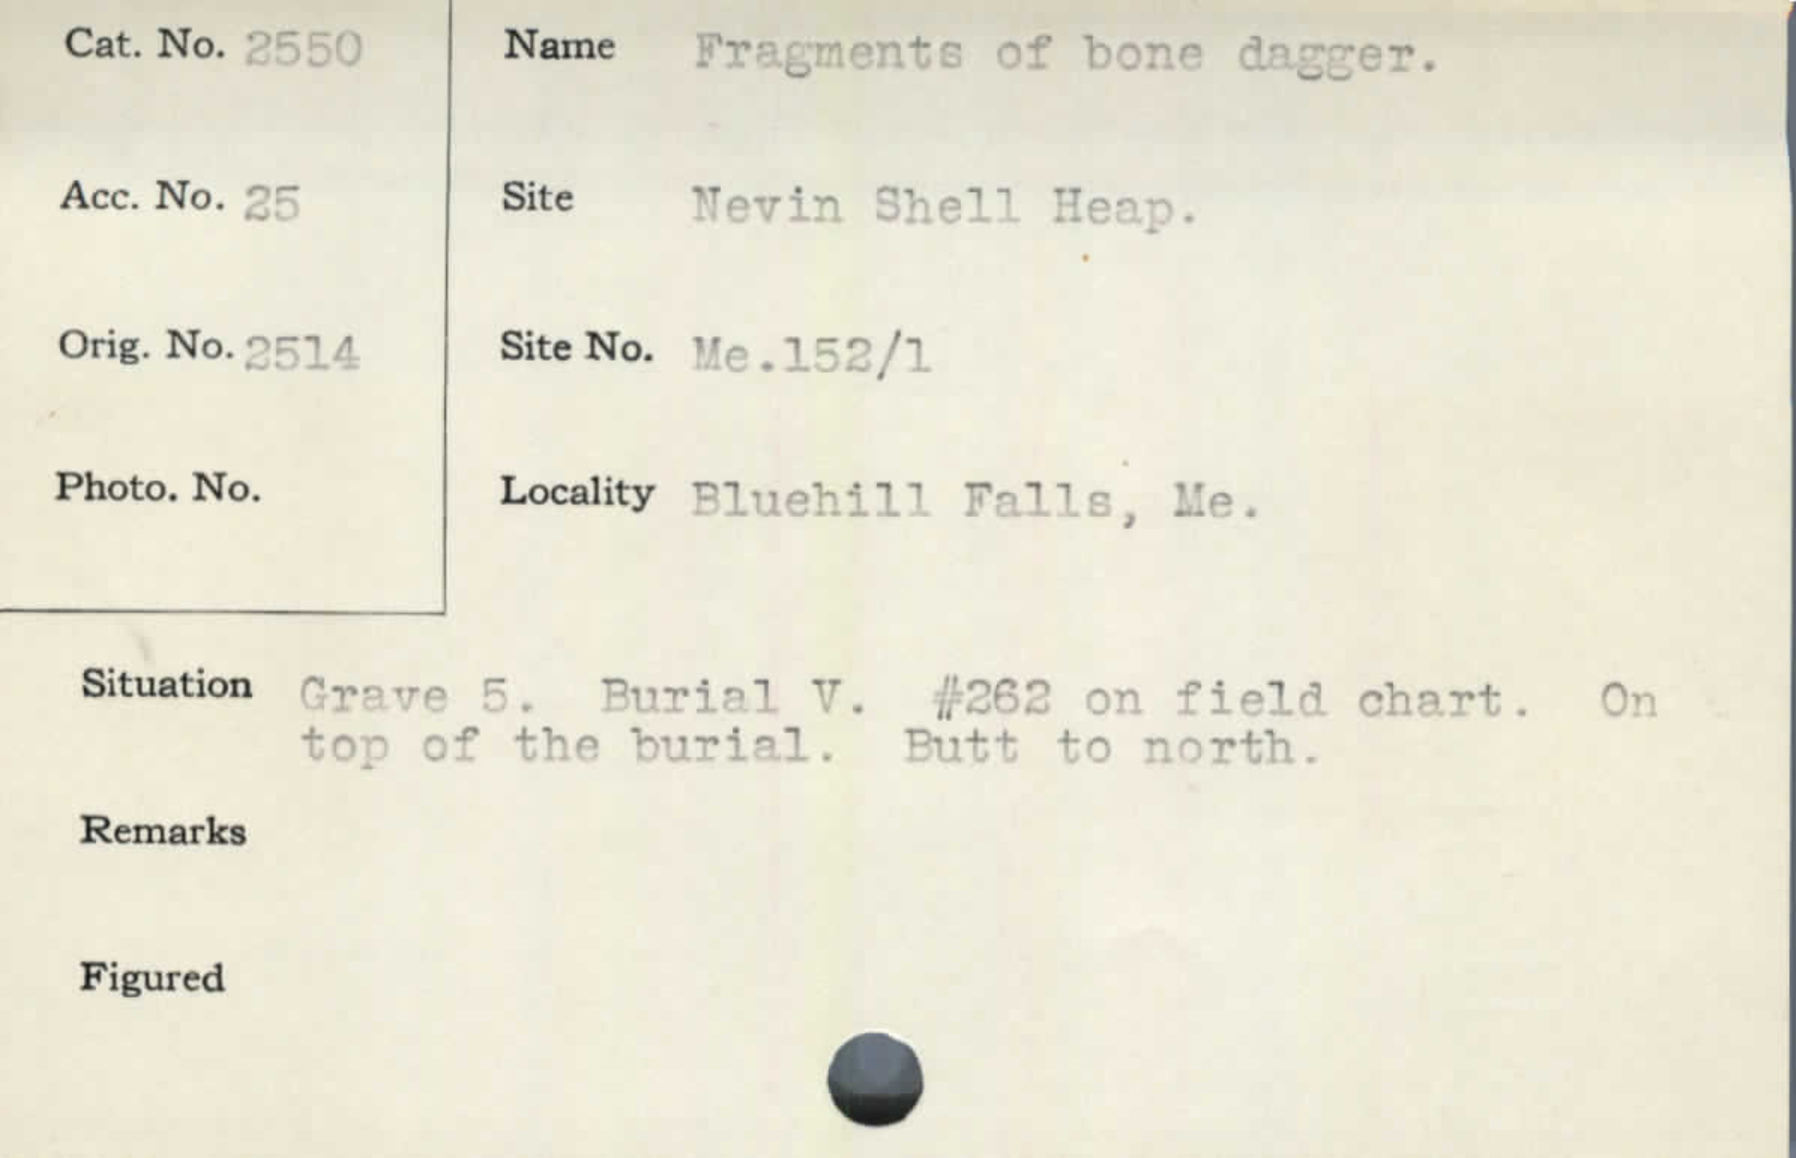 Cat. No. 2550 Name Fragments of bone dagger.
Acc. No. 25 Site Nevin Shell Heap.
Orig. No. 2514 Site No. Me.152/1
Photo. No. Locality Bluehill Falls, Me.
Situation Grave 5. Burial V. #262 on field chart. On
top of the burial. Butt to north.
Remarks
Figured